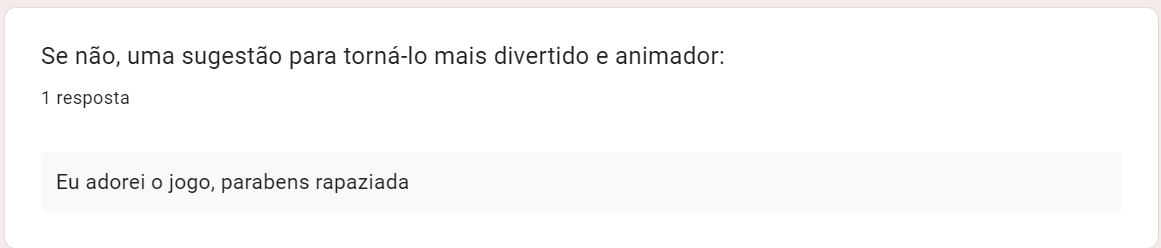 Se não, uma sugestão para torná-lo mais divertido e animador:
1 resposta
Eu adorei o jogo, parabens rapaziada